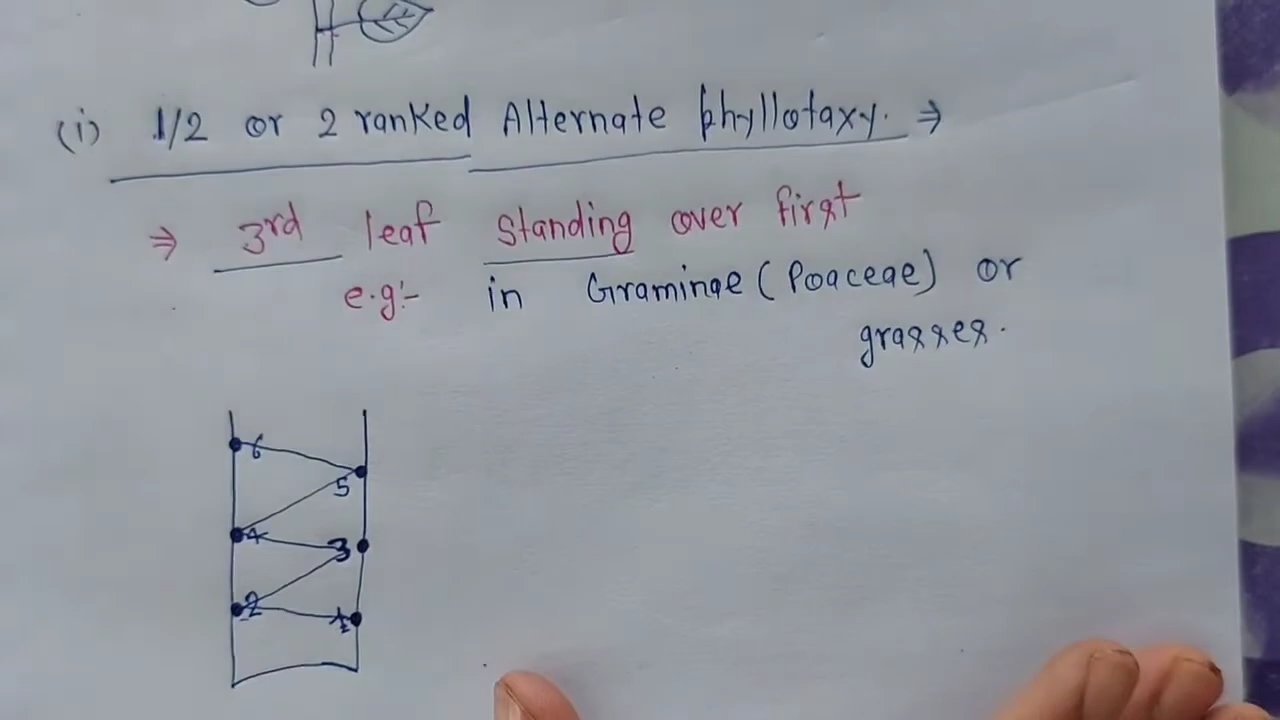 (i) 1/2 or 2 ranked Alternate phyllotaxy. ⇒
⇒ 3rd leaf standing over first
e.g:- in Graminae (Poaceae) or
grasses.
6
5
4
3
2
1